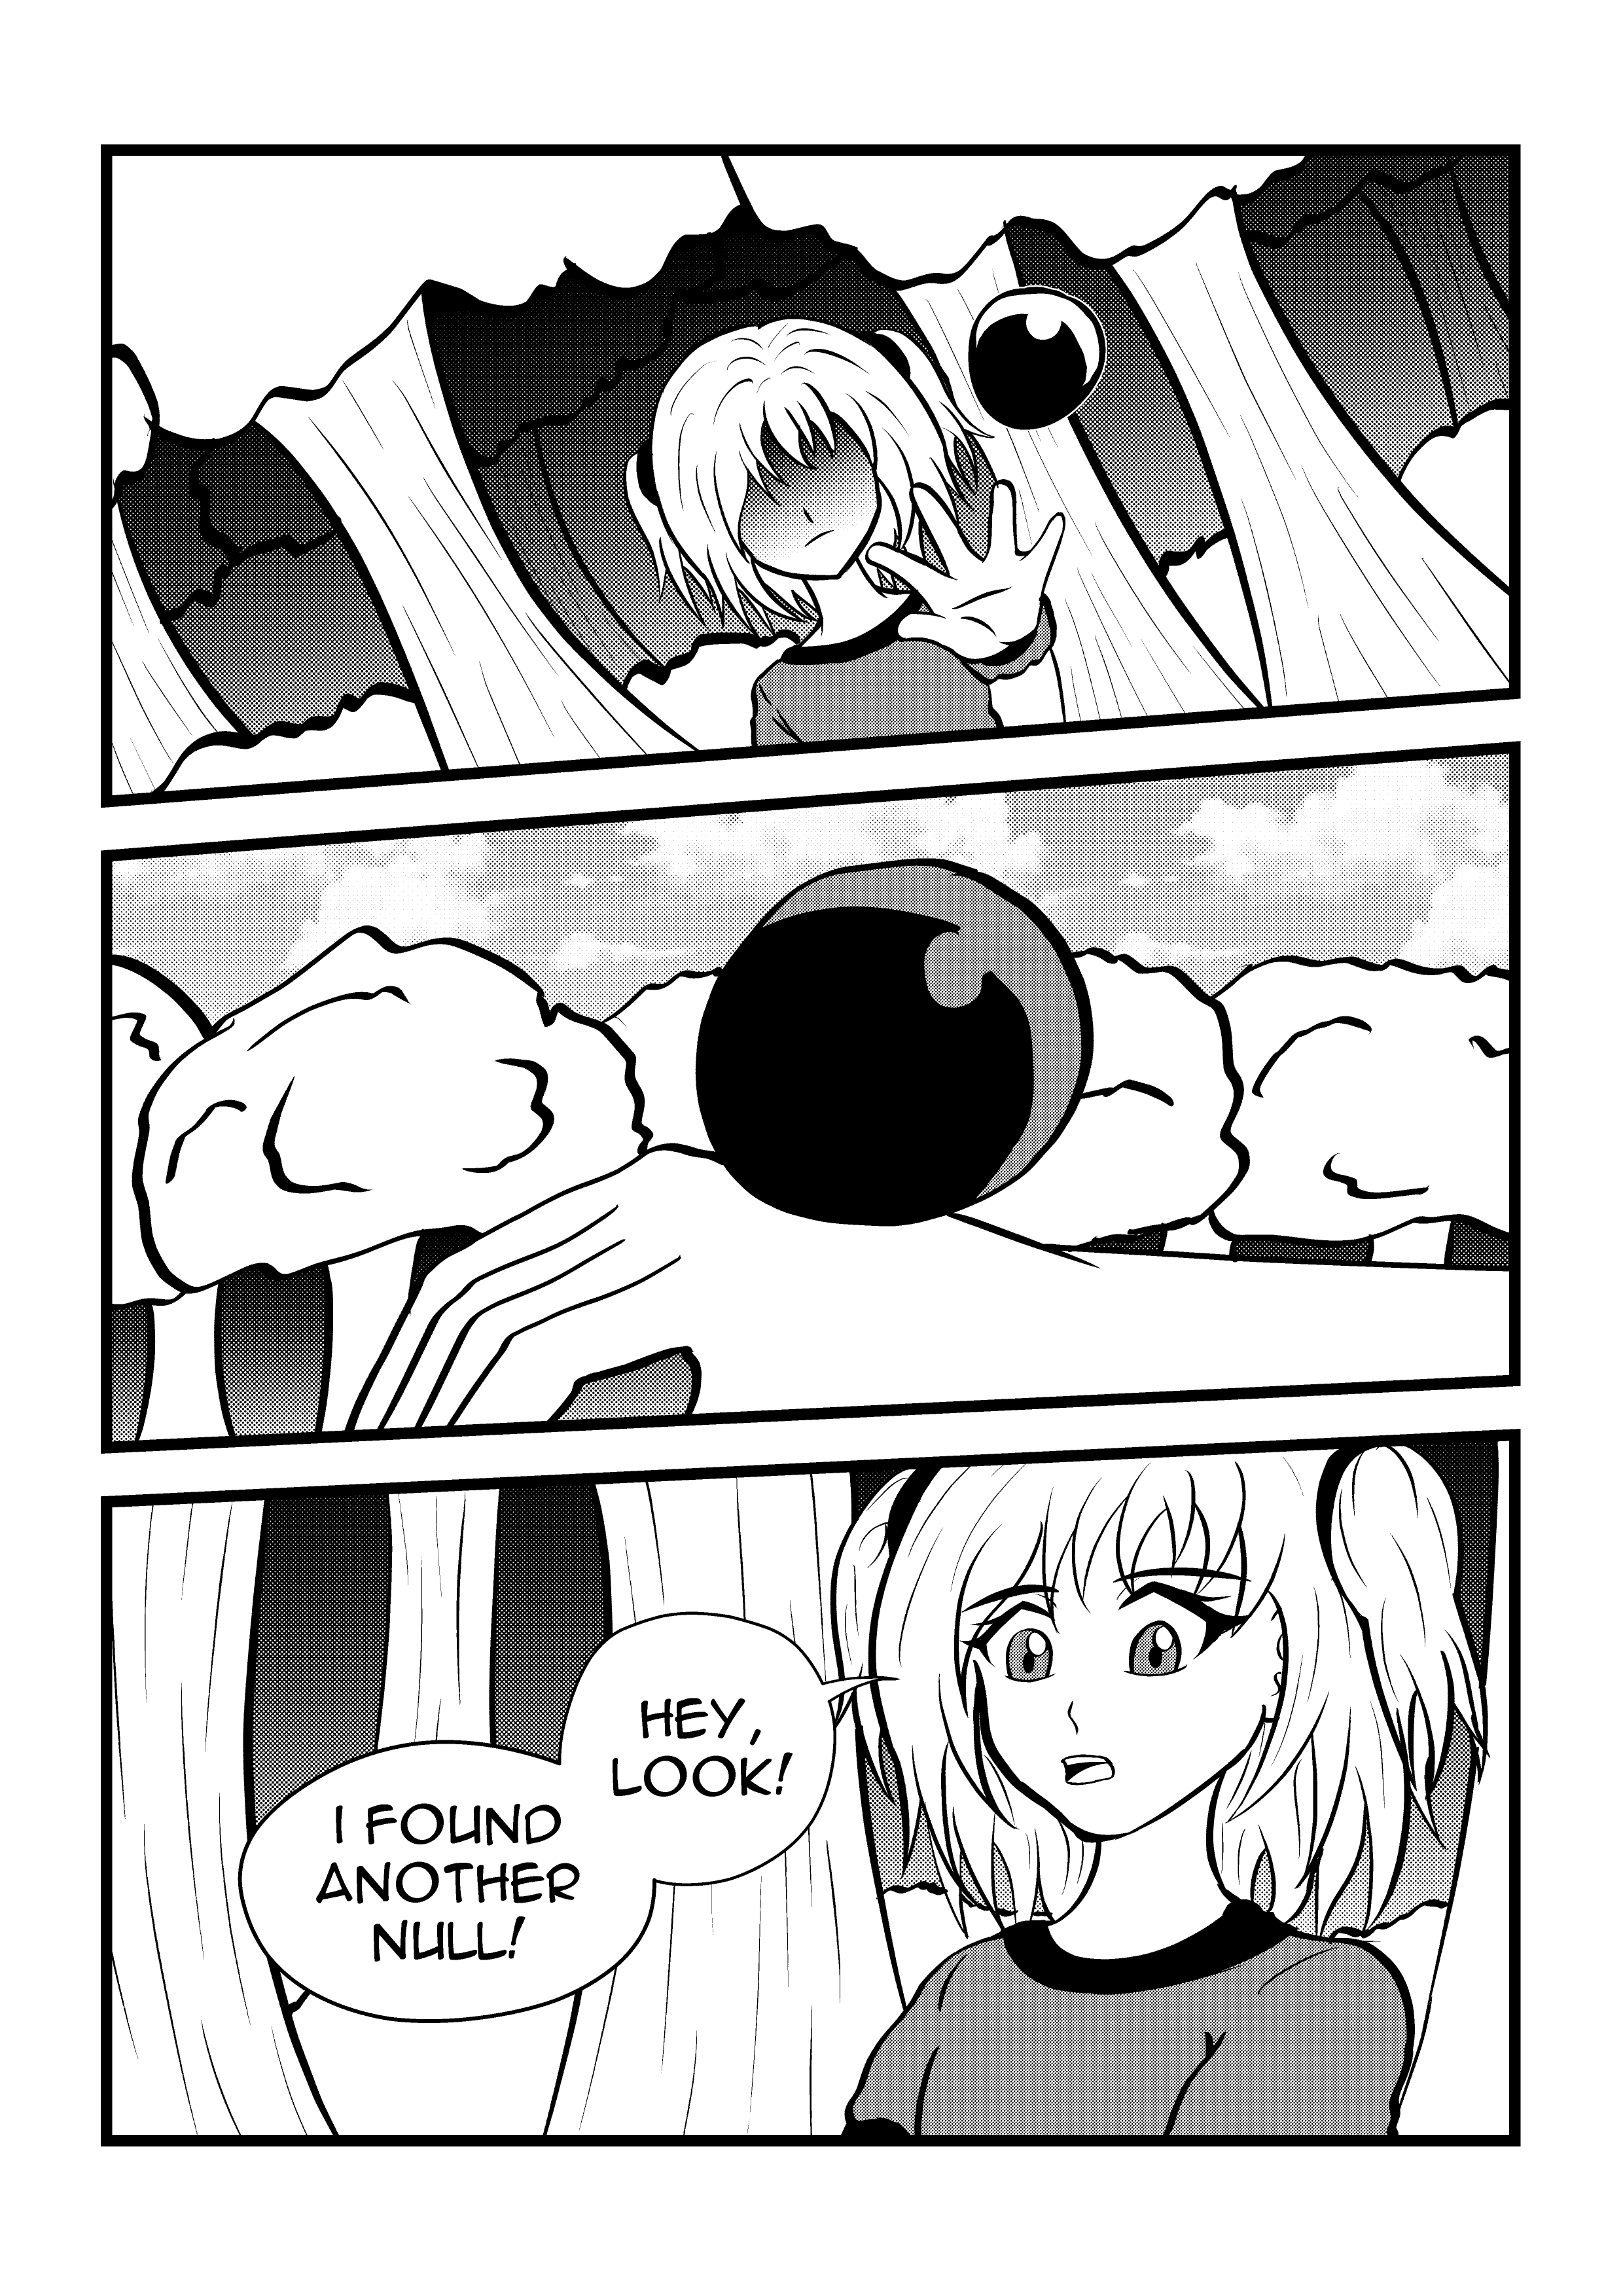 HEY,
LOOK!
I FOUND
ANOTHER
NULL!